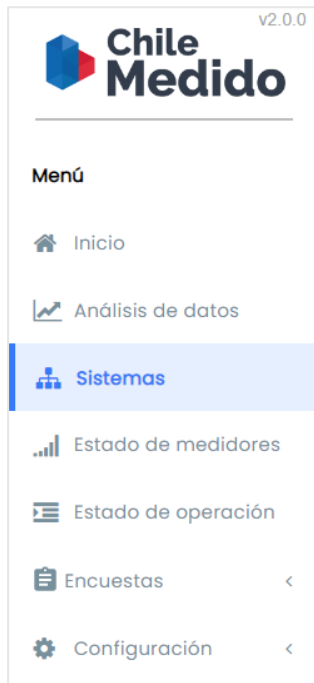 v2.0.0
Chile
Medido
Menú
Inicio
Análisis de datos
Sistemas
Estado de medidores
Estado de operación
Encuestas
Configuración